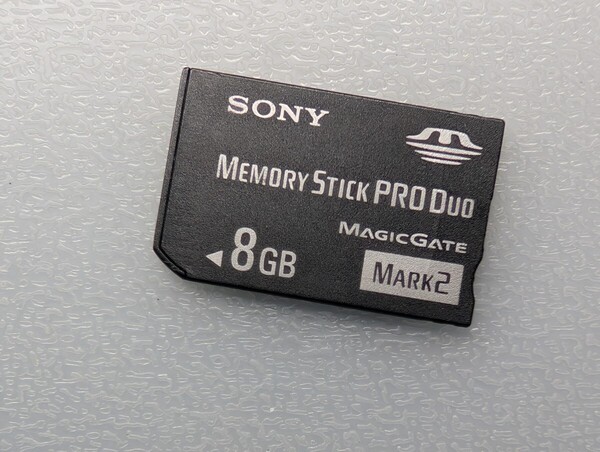 SONY
MEMORY STICK PRO DUO
MAGICGATE
◀8GB
MARK2